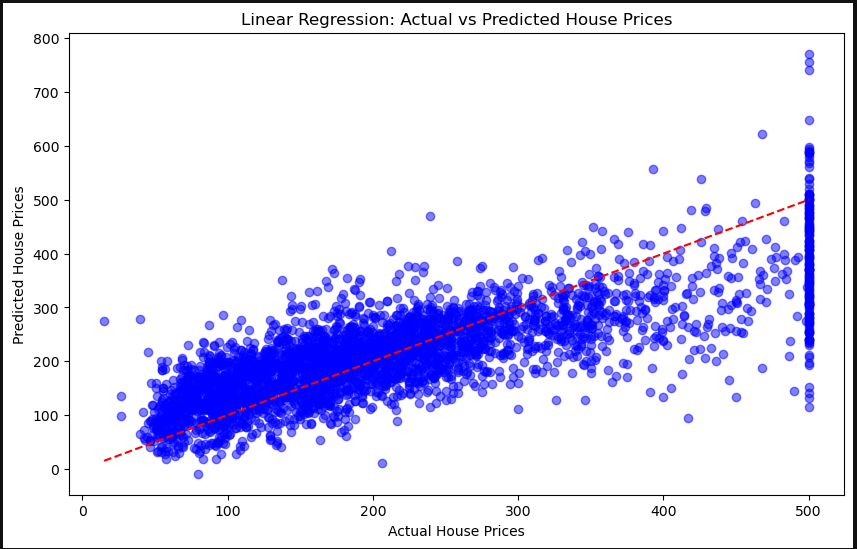 Linear Regression: Actual vs Predicted House Prices
800
700
600
500
400
300
200
100
0
Predicted House Prices
0 100 200 300 400 500
Actual House Prices